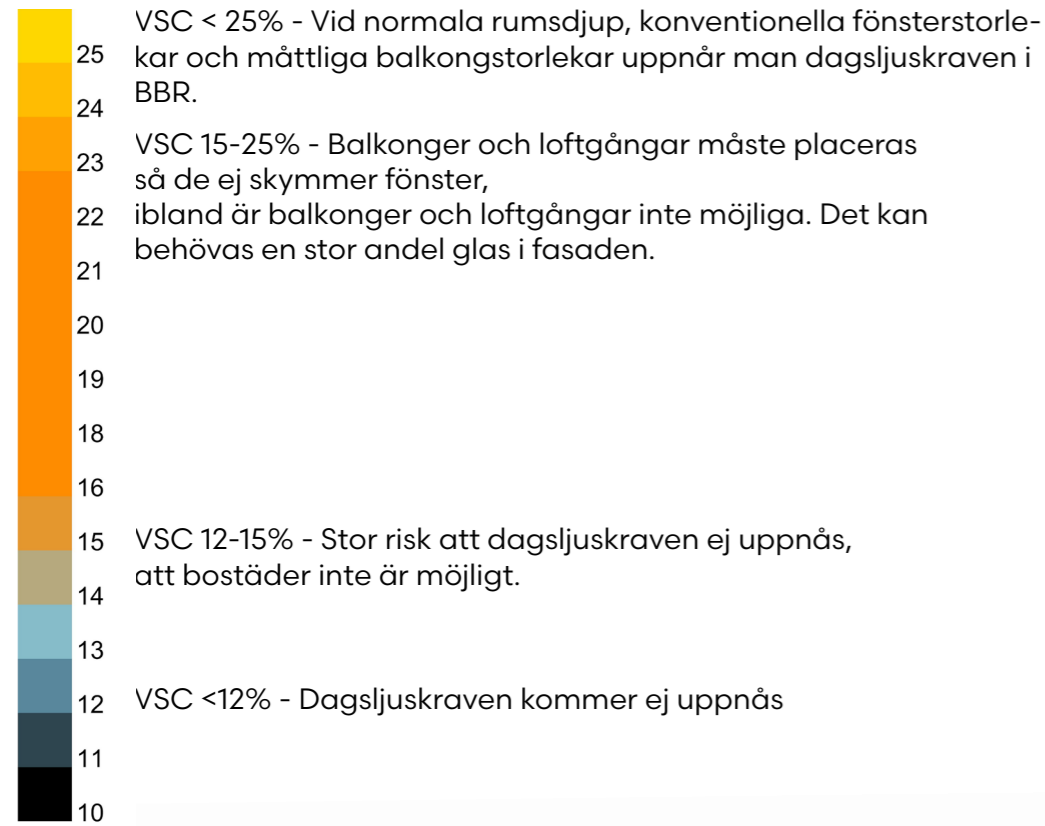 VSC < 25% - Vid normala rumsdjup, konventionella fönsterstorle-
25 kar och måttliga balkongstorlekar uppnår man dagsljuskraven i
BBR.
24
VSC 15-25% - Balkonger och loftgångar måste placeras
23
så de ej skymmer fönster,
22 ibland är balkonger och loftgångar inte möjliga. Det kan
behövas en stor andel glas i fasaden.
21
20
19
18
16
15 VSC 12-15% - Stor risk att dagsljuskraven ej uppnås,
att bostäder inte är möjligt.
14
13
12 VSC <12% - Dagsljuskraven kommer ej uppnås
11
10